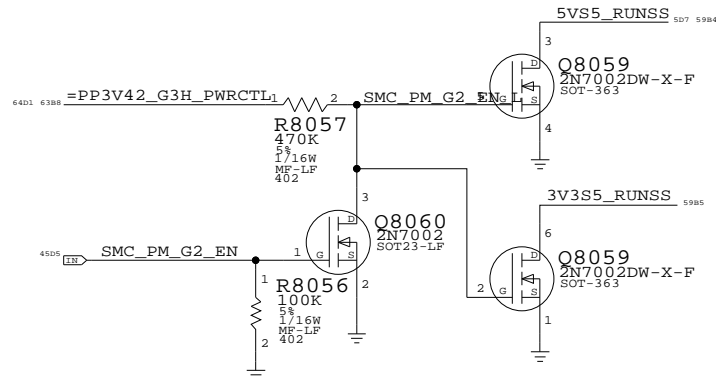 5VS5_RUNSS
5D7 59B4
3
Q8059
2N7002DW-X-F
SOT-363
D
5
G
S
4
64D1 63B8
=PP3V42_G3H_PWRCTL
1
2
SMC_PM_G2_EN_L
R8057
470K
5%
1/16W
MF-LF
402
3V3S5_RUNSS
59B5
3
Q8060
2N7002
SOT23-LF
D
1
G
S
2
6
Q8059
2N7002DW-X-F
SOT-363
D
2
G
S
1
45D5
IN
SMC_PM_G2_EN
1
R8056
100K
5%
1/16W
MF-LF
402
2